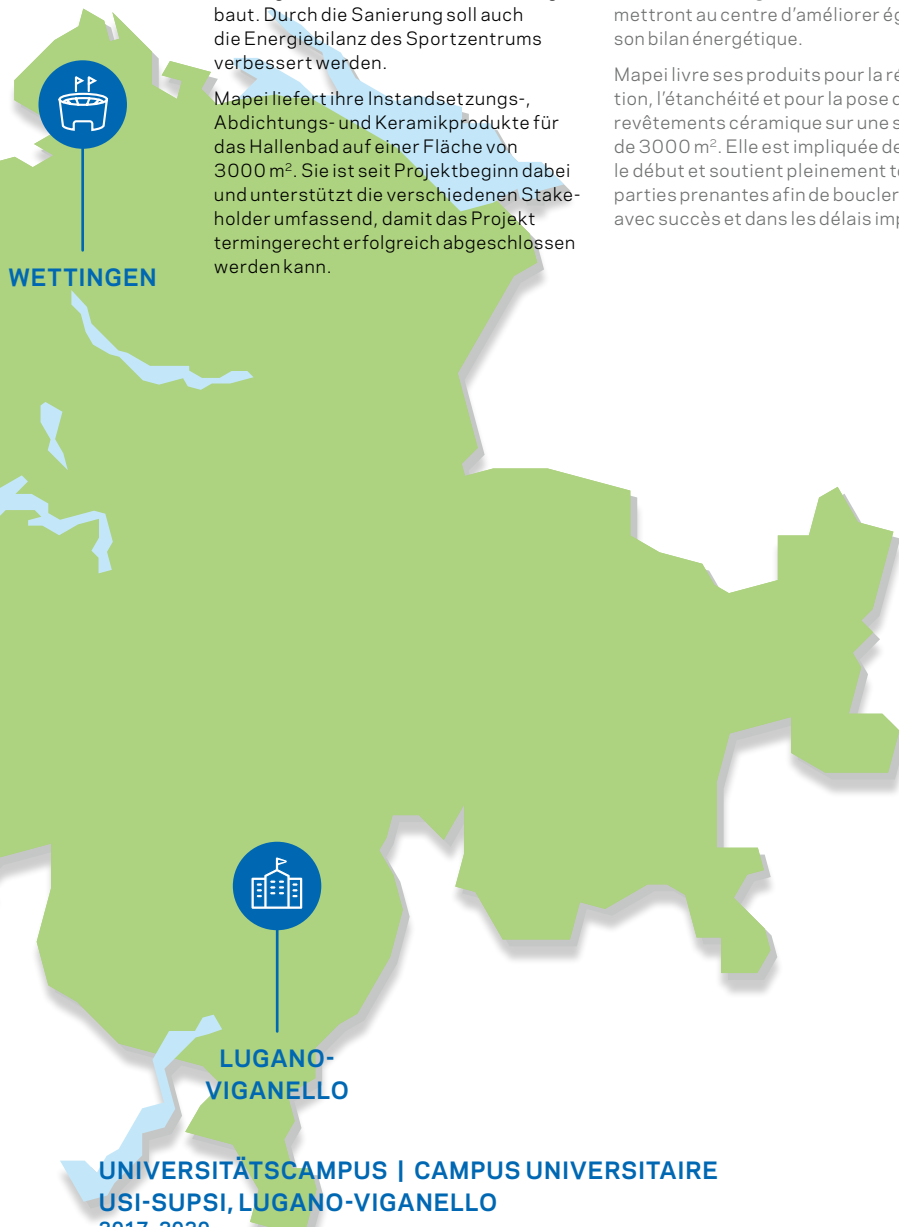 baut. Durch die Sanierung soll auch
die Energiebilanz des Sportzentrums
verbessert werden.
Mapei liefert ihre Instandsetzungs-,
Abdichtungs- und Keramikprodukte für
das Hallenbad auf einer Fläche von
3000 m². Sie ist seit Projektbeginn dabei
und unterstützt die verschiedenen Stake-
holder umfassend, damit das Projekt
termingerecht erfolgreich abgeschlossen
werden kann.
mettront au centre d’améliorer ég
son bilan énergétique.
Mapei livre ses produits pour la ré
tion, l’étanchéité et pour la pose
revêtements céramique sur une s
de 3000 m². Elle est impliquée de
le début et soutient pleinement to
parties prenantes afin de boucler
avec succès et dans les délais imp
WETTINGEN
LUGANO-
VIGANELLO
UNIVERSITÄTSCAMPUS | CAMPUS UNIVERSITAIRE
USI-SUPSI, LUGANO-VIGANELLO